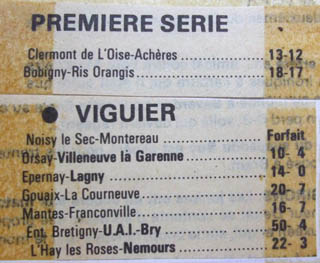 PREMIERE SERIE
Clermont de L'Oise-Achères 13-12
Bobigny-Ris Orangis 18-17
● VIGUIER
Noisy le Sec-Montereau Forfait
Orsay-Villeneuve là Garenne 10- 4
Epernay-Lagny 14- 0
Gouaix-La Courneuve 20- 7
Mantes-Franconville 16- 7
Ent. Bretigny-U.A.I.-Bry 50- 4
L'Hay les Roses-Nemours 22- 3